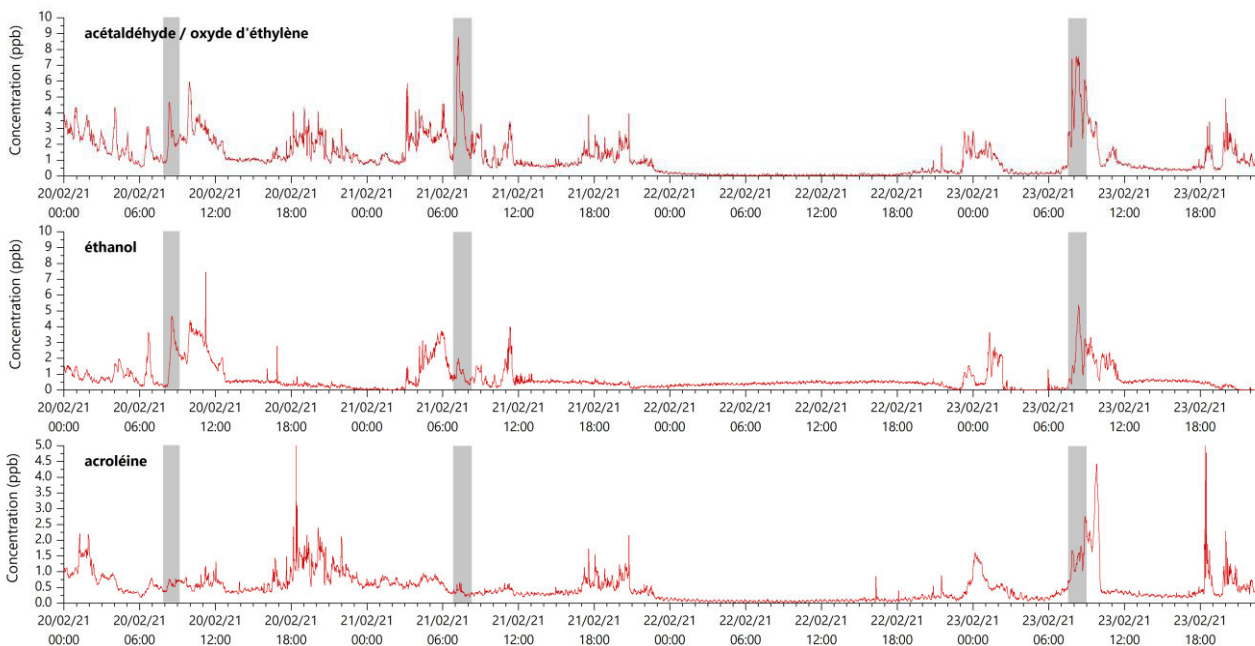 acétaldéhyde / oxyde d'éthylène
Concentration (ppb)
10
9
8
7
6
5
4
3
2
1
0
20/02/21 20/02/21 20/02/21 20/02/21 21/02/21 21/02/21 21/02/21 21/02/21 22/02/21 22/02/21 22/02/21 22/02/21 23/02/21 23/02/21 23/02/21 23/02/21
00:00 06:00 12:00 18:00 00:00 06:00 12:00 18:00 00:00 06:00 12:00 18:00 00:00 06:00 12:00 18:00
éthanol
Concentration (ppb)
10
9
8
7
6
5
4
3
2
1
0
20/02/21 20/02/21 20/02/21 20/02/21 21/02/21 21/02/21 21/02/21 21/02/21 22/02/21 22/02/21 22/02/21 22/02/21 23/02/21 23/02/21 23/02/21 23/02/21
00:00 06:00 12:00 18:00 00:00 06:00 12:00 18:00 00:00 06:00 12:00 18:00 00:00 06:00 12:00 18:00
acroléine
Concentration (ppb)
5.0
4.5
4.0
3.5
3.0
2.5
2.0
1.5
1.0
0.5
0.0
20/02/21 20/02/21 20/02/21 20/02/21 21/02/21 21/02/21 21/02/21 21/02/21 22/02/21 22/02/21 22/02/21 22/02/21 23/02/21 23/02/21 23/02/21 23/02/21
00:00 06:00 12:00 18:00 00:00 06:00 12:00 18:00 00:00 06:00 12:00 18:00 00:00 06:00 12:00 18:00